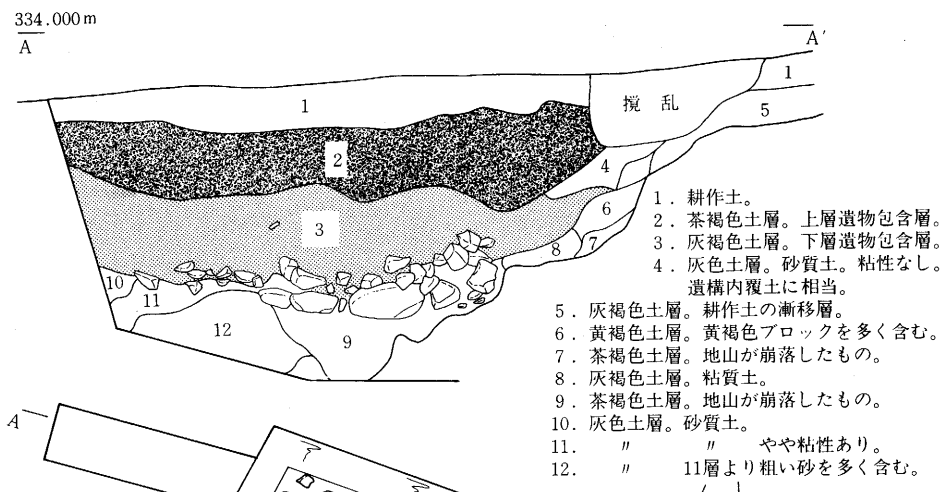 334.000m
A
A'
1
1
撹 乱
5
2
4
3
6
10
11
8
7
12
9
1. 耕作土。
2. 茶褐色土層。上層遺物包含層。
3. 灰褐色土層。下層遺物包含層。
4. 灰色土層。砂質土。粘性なし。
遺構内覆土に相当。
5. 灰褐色土層。耕作土の漸移層。
6. 黄褐色土層。黄褐色ブロックを多く含む。
7. 茶褐色土層。地山が崩落したもの。
8. 灰褐色土層。粘質土。
9. 茶褐色土層。地山が崩落したもの。
10. 灰色土層。砂質土。
11. 〃 〃 やや粘性あり。
12. 〃 11層より粗い砂を多く含む。
A